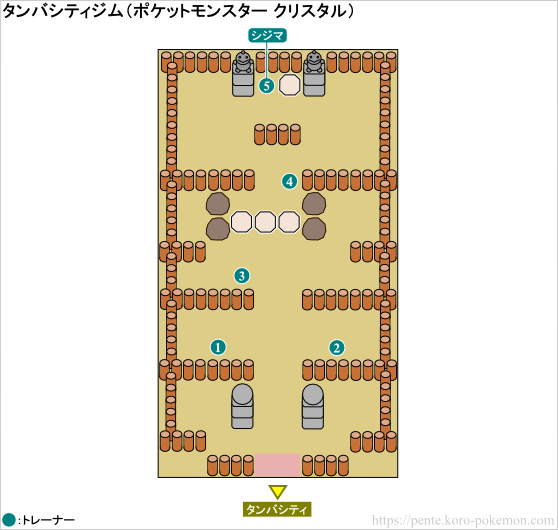 タンバシティジム（ポケットモンスター クリスタル）
シジマ
5
4
3
1
2
タンバシティ
：トレーナー
https://pente.koro-pokemon.com/